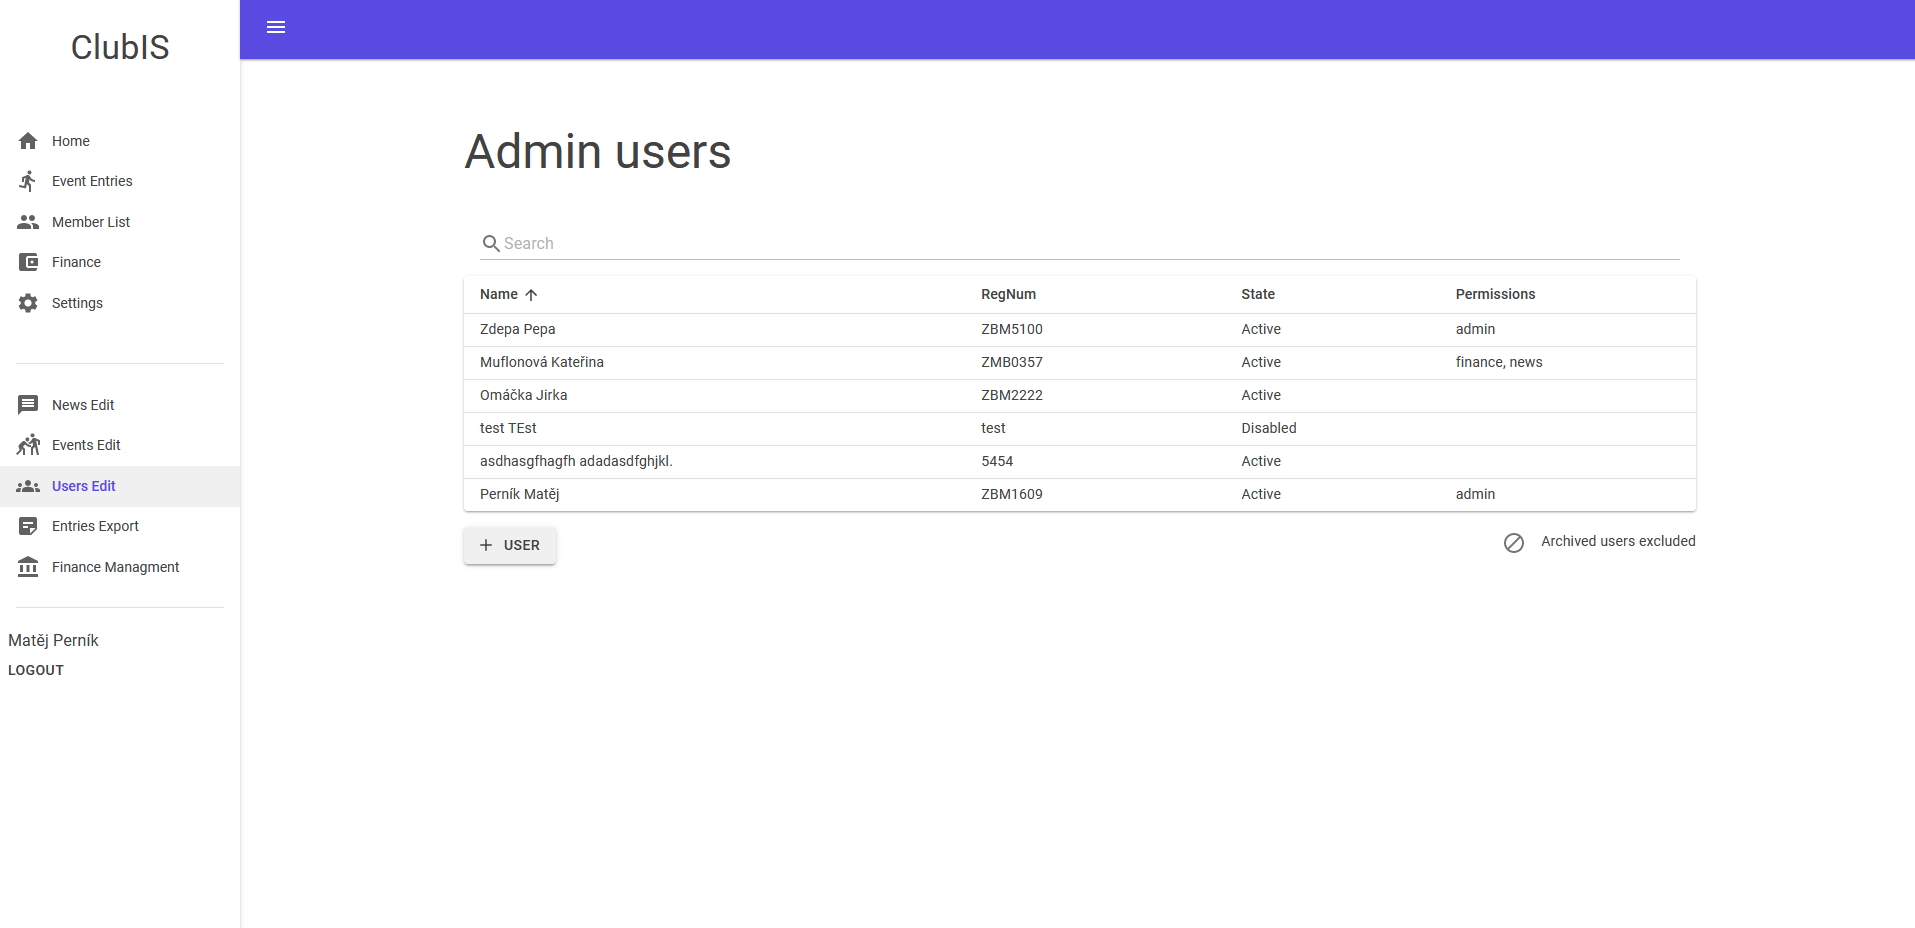 ClubIS
Home
Event Entries
Member List
Finance
Settings
News Edit
Events Edit
Users Edit
Entries Export
Finance Managment
Matěj Perník
LOGOUT
Admin users
Search
Name RegNum State Permissions
Zdepa Pepa ZBM5100 Active admin
Muflonová Kateřina ZMB0357 Active finance, news
Omáčka Jirka ZBM2222 Active
test TEst test Disabled
asdhasgfhagfh adadasdfghjkl. 5454 Active
Perník Matěj ZBM1609 Active admin
USER
Archived users excluded